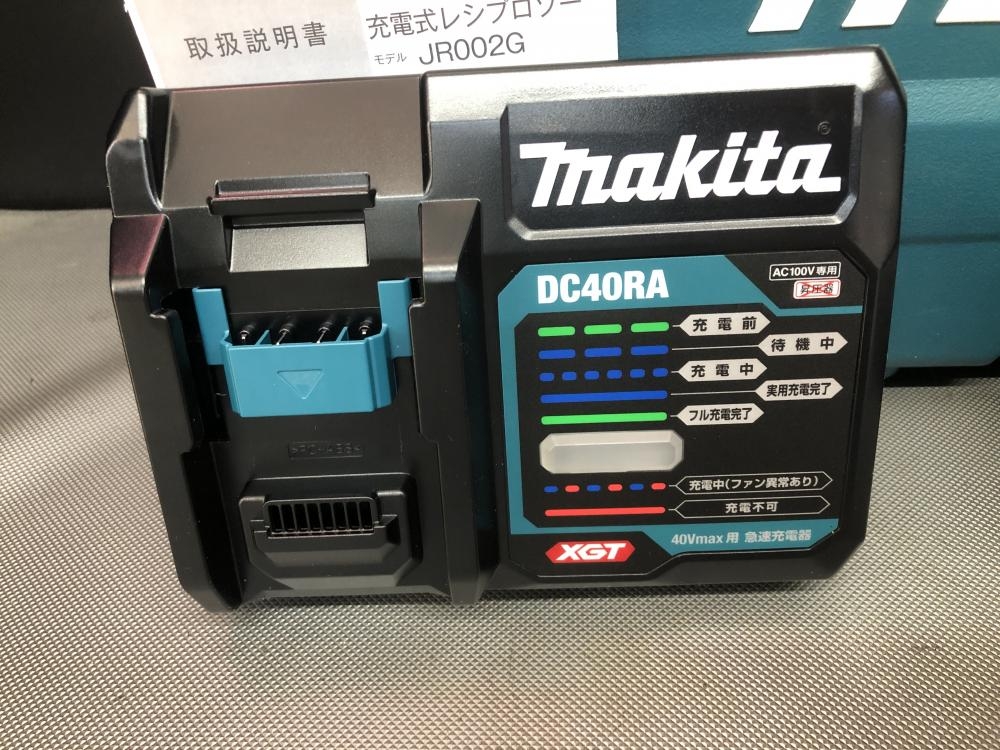 取扱説明書
充電式レシプロソー
モデル JR002G
makita®
DC40RA
AC100V専用
昇圧器
充電前
待機中
充電中
実用充電完了
フル充電完了
充電中(ファン異常あり)
充電不可
XGT
40Vmax用 急速充電器